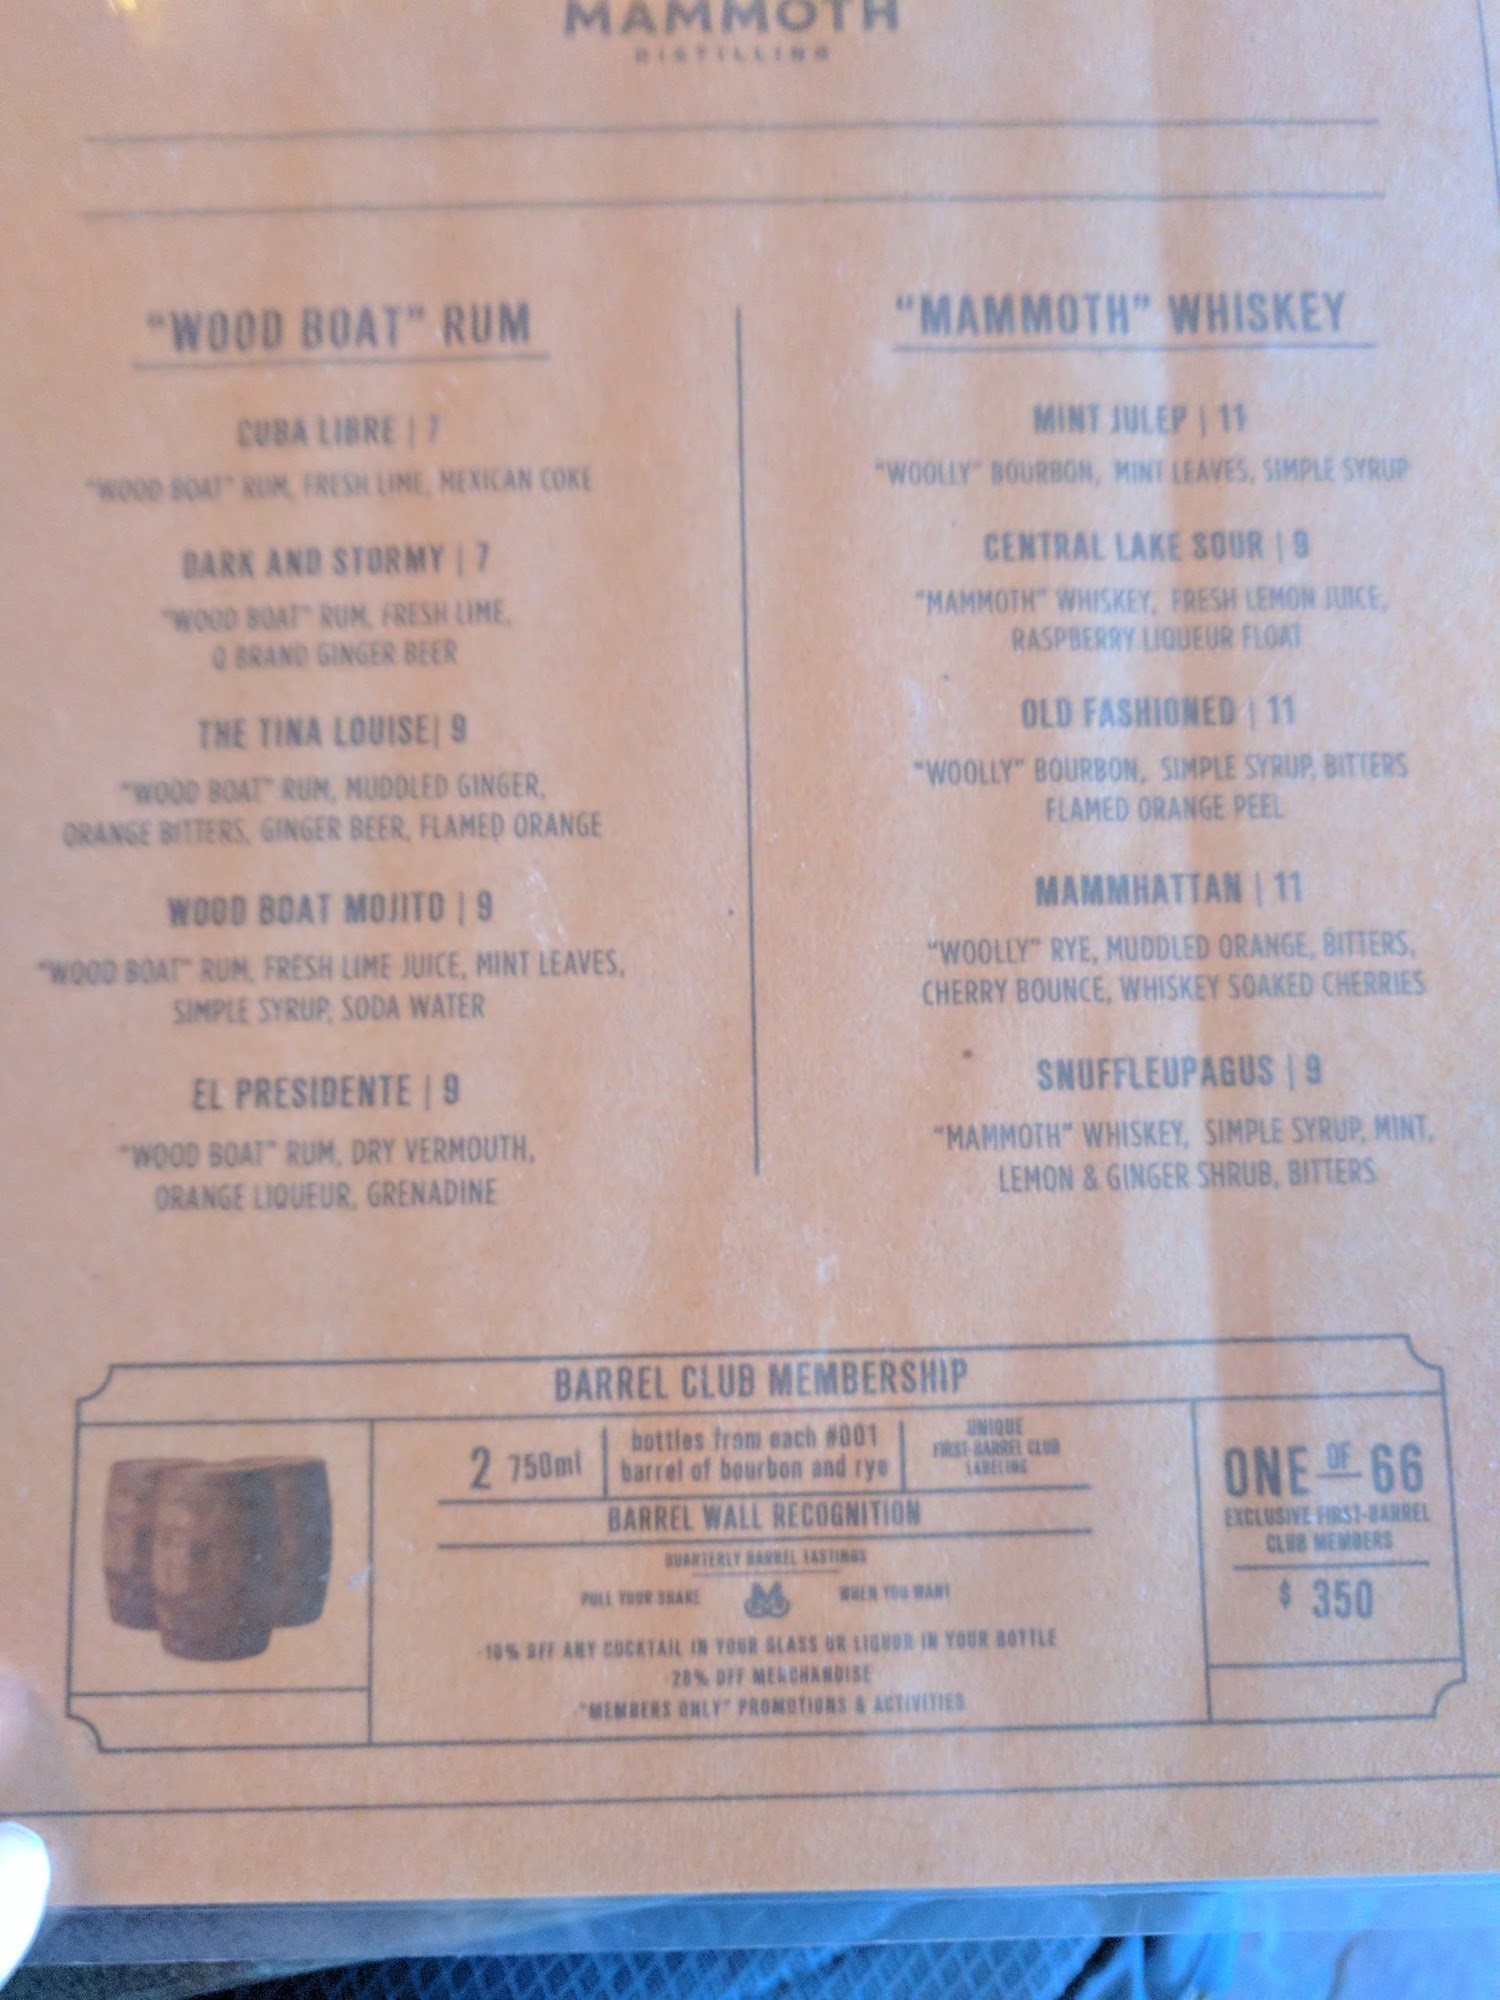 MAMMOTH
DISTILLING
"WOOD BOAT" RUM
CUBA LIBRE | 7
"WOOD BOAT" RUM, FRESH LIME, MEXICAN COKE
DARK AND STORMY | 7
"WOOD BOAT" RUM, FRESH LIME,
Q BRAND GINGER BEER
THE TINA LOUISE| 9
"WOOD BOAT" RUM, MUDDLED GINGER,
ORANGE BITTERS, GINGER BEER, FLAMED ORANGE
WOOD BOAT MOJITO | 9
"WOOD BOAT" RUM, FRESH LIME JUICE, MINT LEAVES,
SIMPLE SYRUP, SODA WATER
EL PRESIDENTE | 9
"WOOD BOAT" RUM, DRY VERMOUTH,
ORANGE LIQUEUR, GRENADINE
"MAMMOTH" WHISKEY
MINT JULEP | 11
"WOOLLY" BOURBON, MINT LEAVES, SIMPLE SYRUP
CENTRAL LAKE SOUR | 9
"MAMMOTH" WHISKEY, FRESH LEMON JUICE,
RASPBERRY LIQUEUR FLOAT
OLD FASHIONED | 11
"WOOLLY" BOURBON, SIMPLE SYRUP, BITTERS
FLAMED ORANGE PEEL
MAMMHATTAN | 11
"WOOLLY" RYE, MUDDLED ORANGE, BITTERS,
CHERRY BOUNCE, WHISKEY SOAKED CHERRIES
SNUFFLEUPAGUS | 9
"MAMMOTH" WHISKEY, SIMPLE SYRUP, MINT,
LEMON & GINGER SHRUB, BITTERS
BARREL CLUB MEMBERSHIP
2 750ml
bottles from each #001
barrel of bourbon and rye
UNIQUE
FIRST-BARREL CLUB
LABELING
BARREL WALL RECOGNITION
QUARTERLY BARREL TASTINGS
PULL YOUR SHARE WHEN YOU WANT
-10% OFF ANY COCKTAIL IN YOUR GLASS OR LIQUOR IN YOUR BOTTLE
-20% OFF MERCHANDISE
-"MEMBERS ONLY" PROMOTIONS & ACTIVITIES
ONE OF 66
EXCLUSIVE FIRST-BARREL
CLUB MEMBERS
$ 350